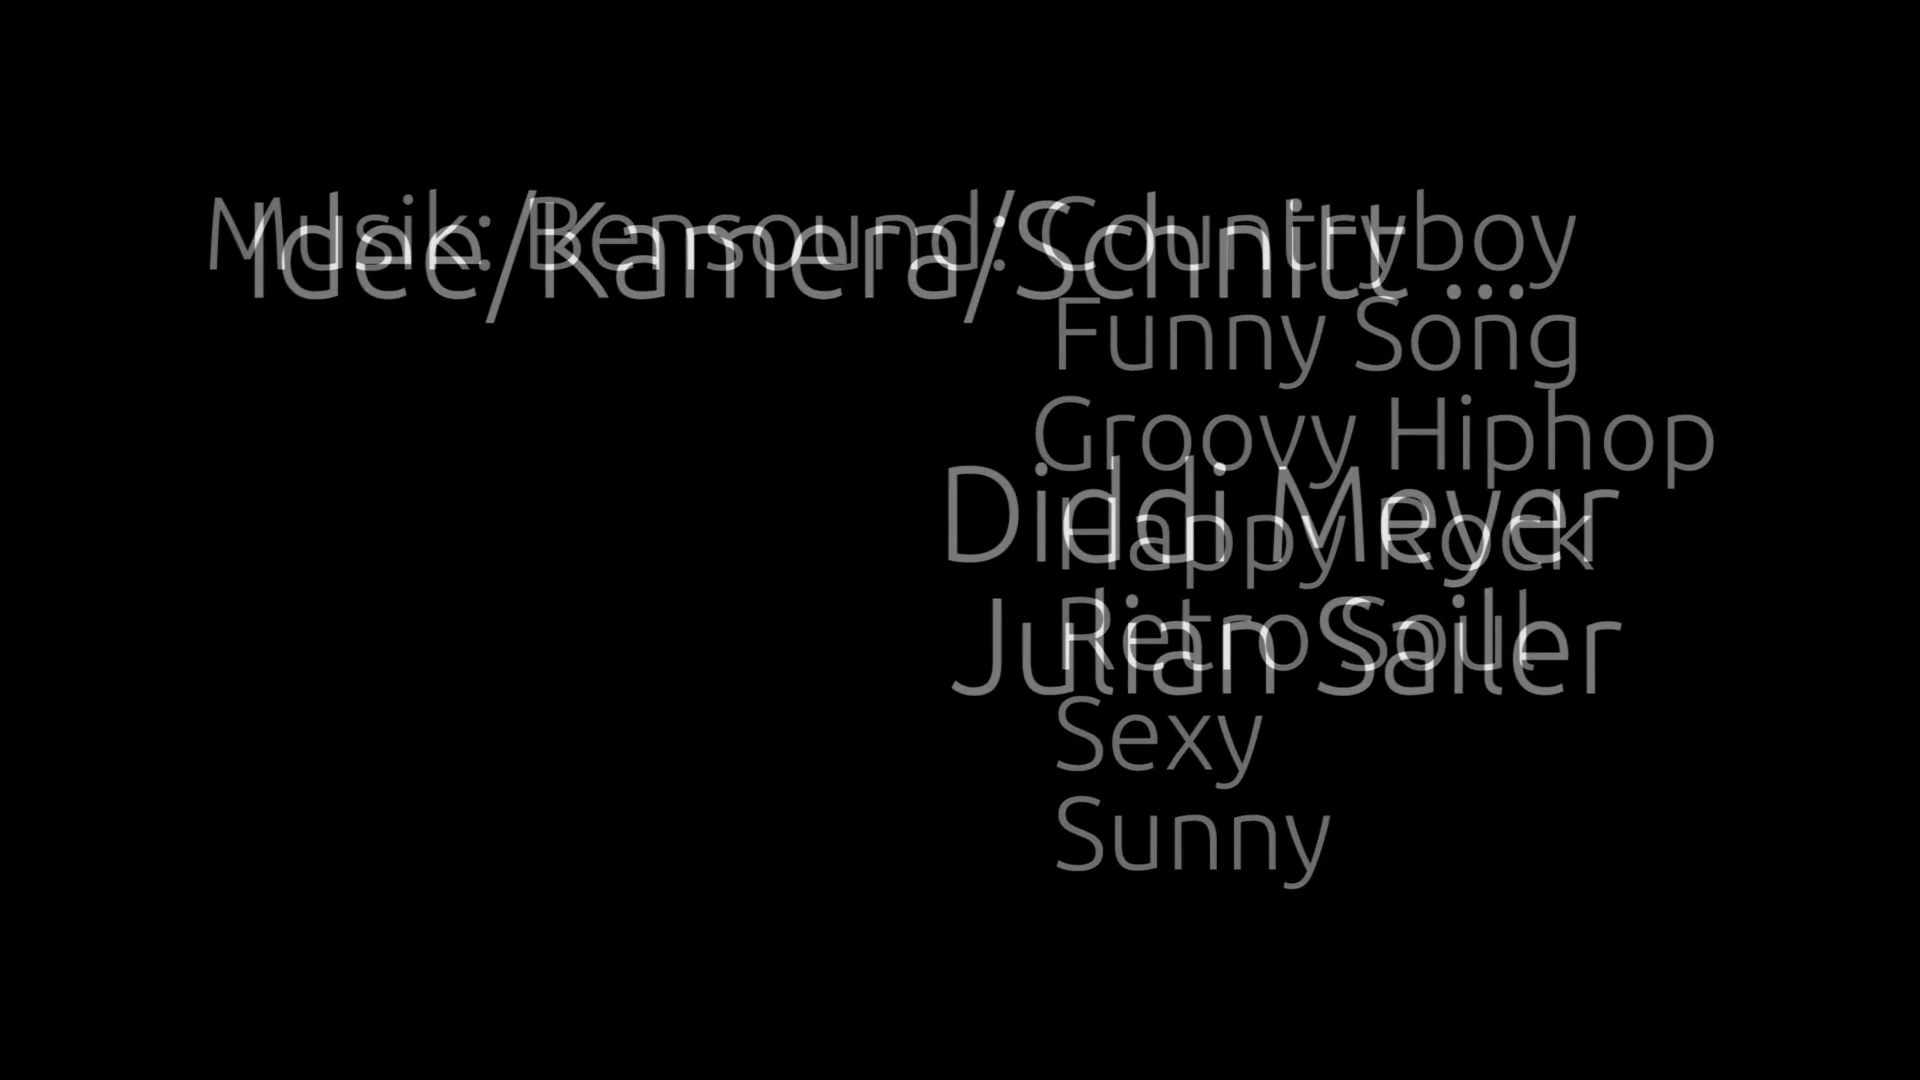 Idee/Kamera/Schnitt ...
Diddi Meyer
Julian Sailer
Musik: Bensound: Countryboy
Funny Song
Groovy Hiphop
Happy Rock
Retro Soul
Sexy
Sunny